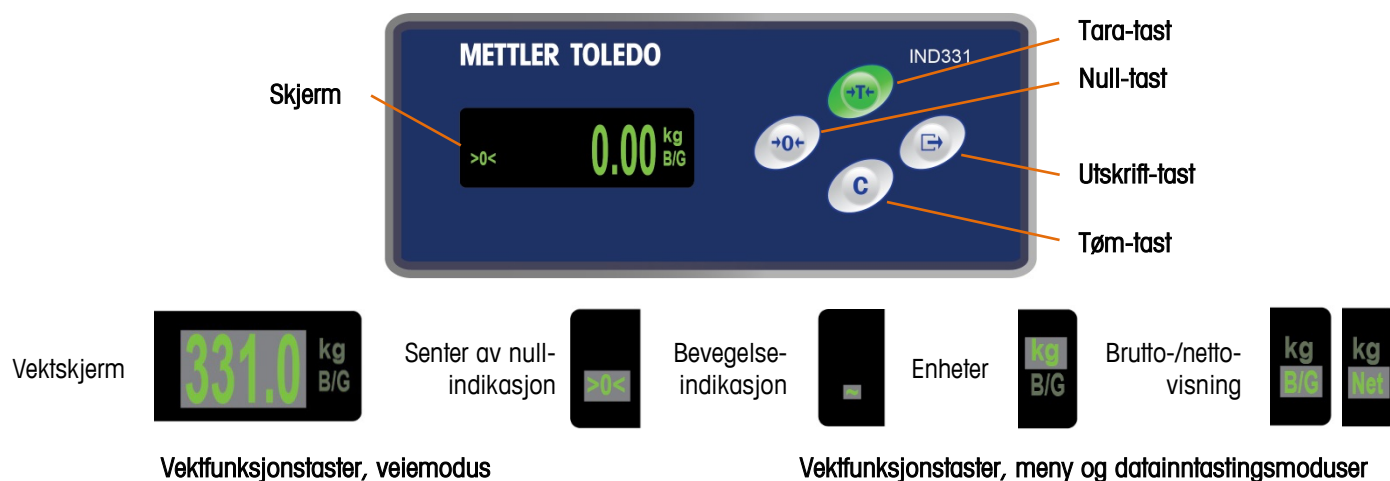 METTLER TOLEDO
IND331
Tara-tast
Null-tast
Skjerm
>0<
0.00
kg
B/G
→T←
→0←
C
Utskrift-tast
Tøm-tast
Vektskjerm
331.0
kg
B/G
Senter av null-
indikasjon
>0<
Bevegelse-
indikasjon
~
Enheter
kg
B/G
Brutto-/netto-
visning
kg
B/G
kg
Net
Vektfunksjonstaster, veiemodus
Vektfunksjonstaster, meny og datainntastingsmoduser